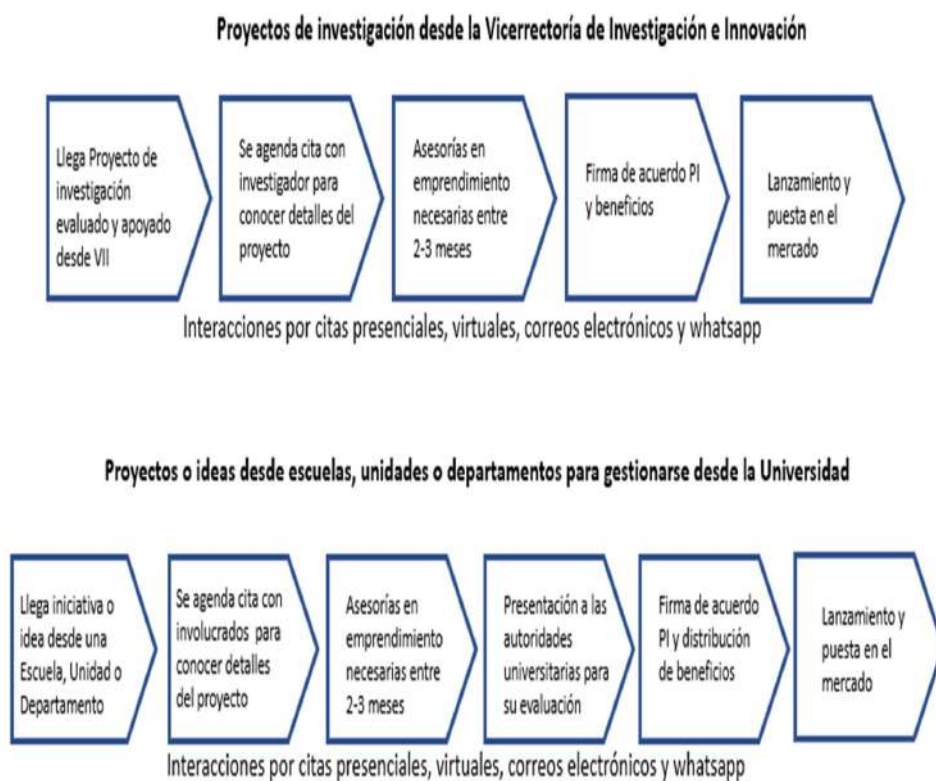 Proyectos de investigación desde la Vicerrectoría de Investigación e Innovación
Llega Proyecto de
investigación
evaluado y apoyado
desde VII
Se agenda cita con
investigador para
conocer detalles del
proyecto
Asesorías en
emprendimiento
necesarias entre
2-3 meses
Firma de acuerdo PI
y beneficios
Lanzamiento y
puesta en el
mercado
Interacciones por citas presenciales, virtuales, correos electrónicos y whatsapp
Proyectos o ideas desde escuelas, unidades o departamentos para gestionarse desde la Universidad
Llega iniciativa o
idea desde una
Escuela, Unidad o
Departamento
Se agenda cita con
involucrados para
conocer detalles
del proyecto
Asesorías en
emprendimiento
necesarias entre
2-3 meses
Presentación a las
autoridades
universitarias para
su evaluación
Firma de acuerdo
PI y distribución
de beneficios
Lanzamiento y
puesta en el
mercado
Interacciones por citas presenciales, virtuales, correos electrónicos y whatsapp